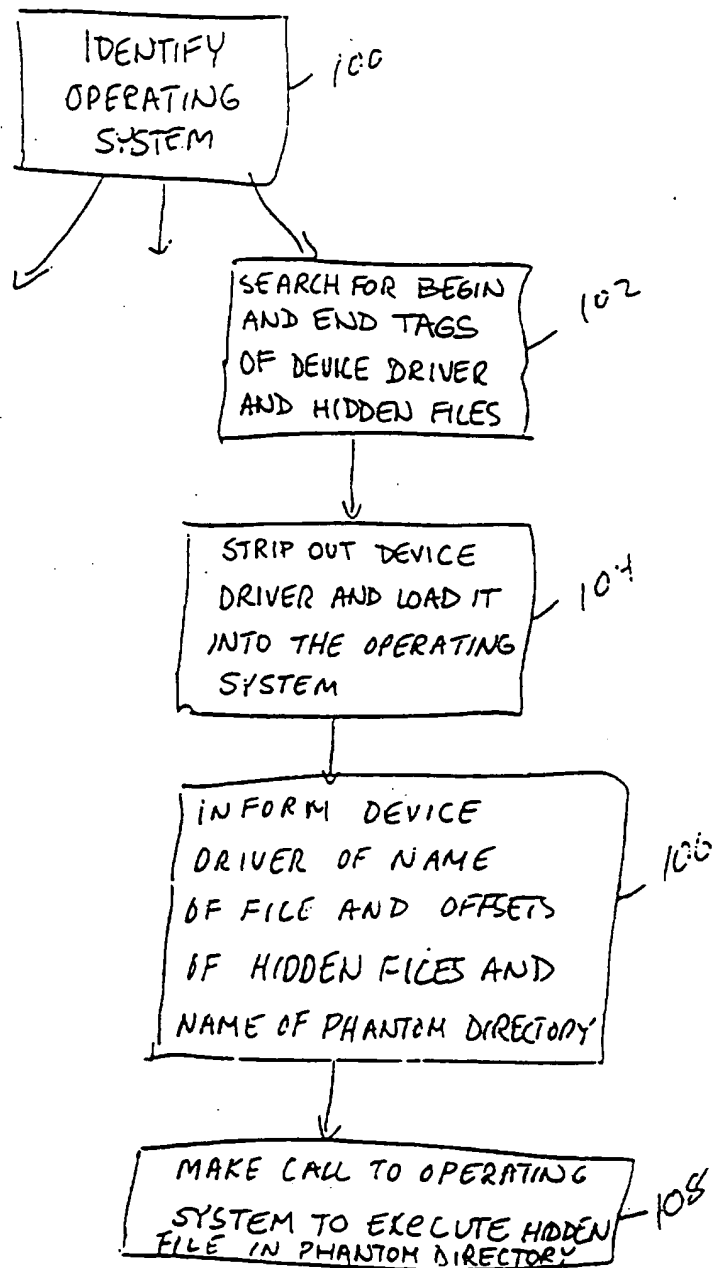 IDENTIFY
OPERATING
SYSTEM
100
SEARCH FOR BEGIN
AND END TAGS
OF DEVICE DRIVER
AND HIDDEN FILES
102
STRIP OUT DEVICE
DRIVER AND LOAD IT
INTO THE OPERATING
SYSTEM
104
INFORM DEVICE
DRIVER OF NAME
OF FILE AND OFFSETS
OF HIDDEN FILES AND
NAME OF PHANTOM DIRECTORY
106
MAKE CALL TO OPERATING
SYSTEM TO EXECUTE HIDDEN
FILE IN PHANTOM DIRECTORY
108